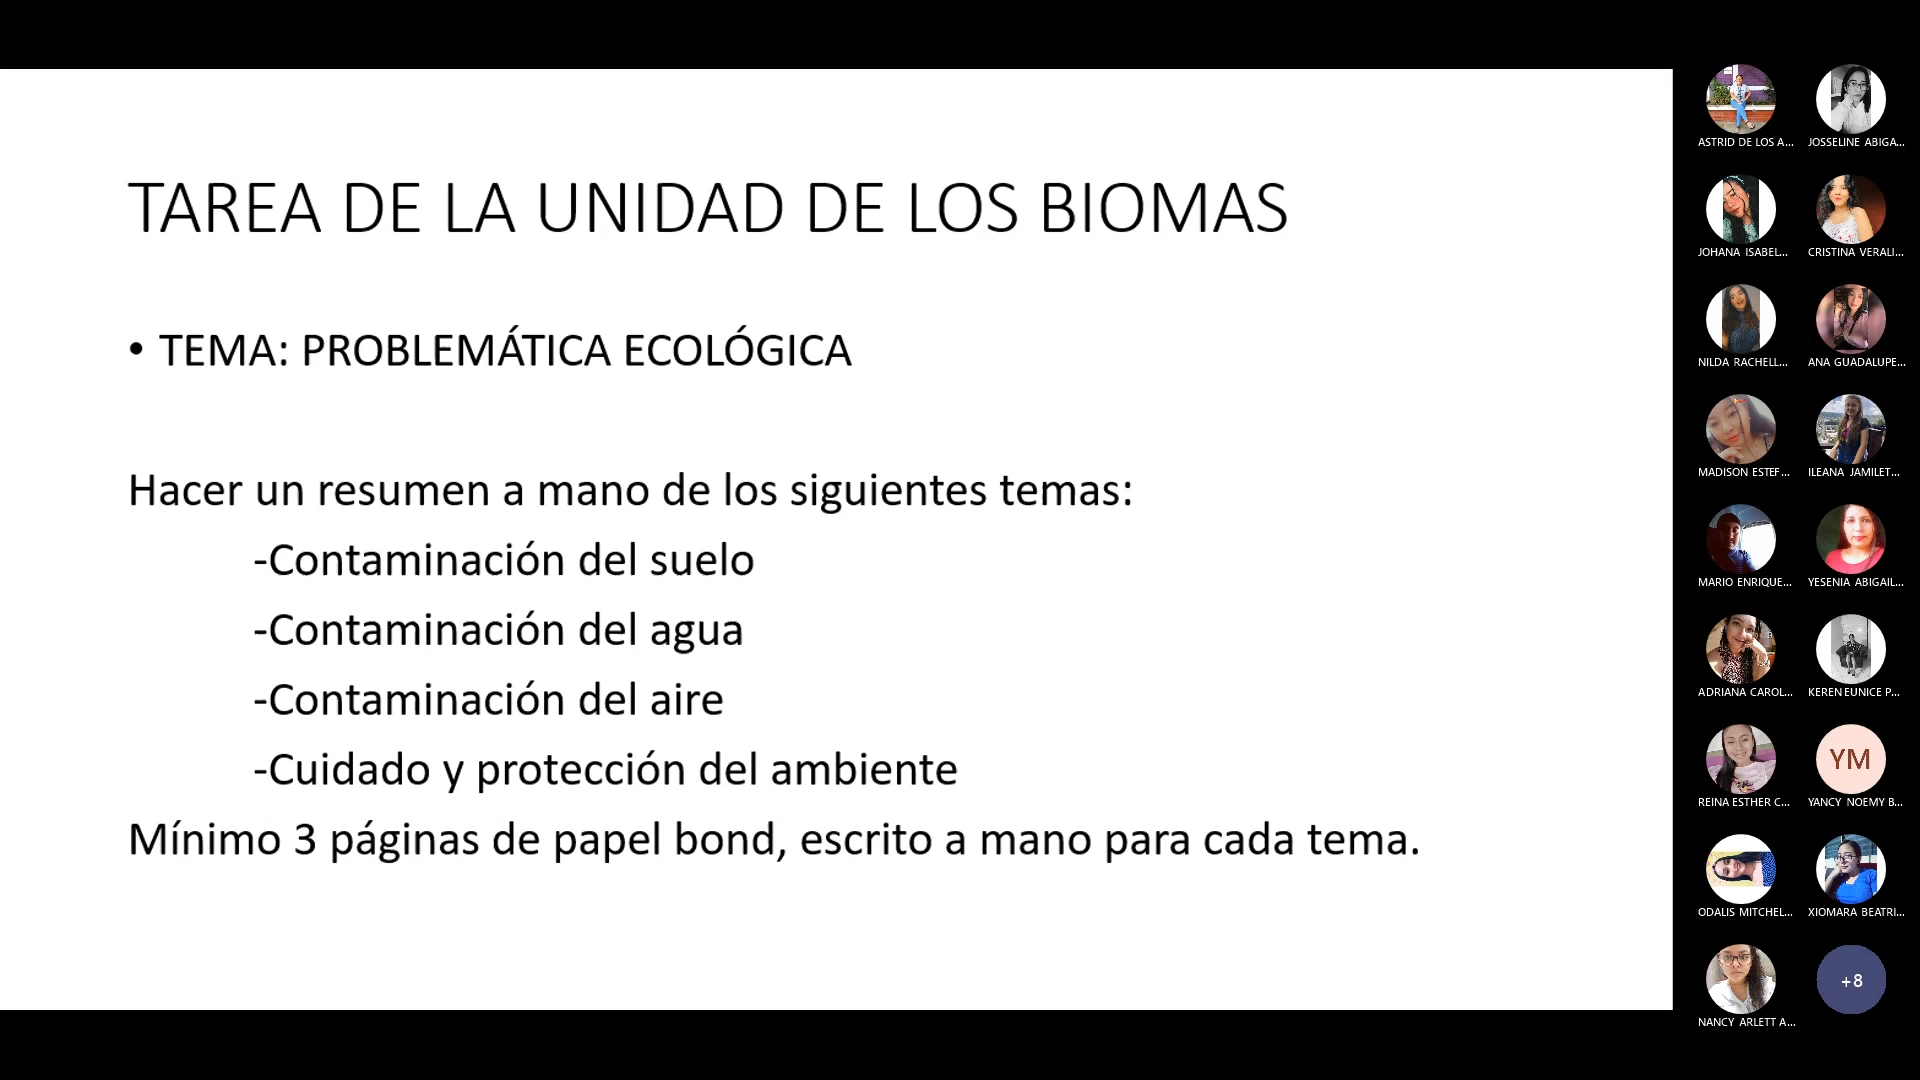 TAREA DE LA UNIDAD DE LOS BIOMAS
• TEMA: PROBLEMÁTICA ECOLÓGICA
Hacer un resumen a mano de los siguientes temas:
-Contaminación del suelo
-Contaminación del agua
-Contaminación del aire
-Cuidado y protección del ambiente
Mínimo 3 páginas de papel bond, escrito a mano para cada tema.
ASTRID DE LOS A...
JOSSELINE ABIGA...
JOHANA ISABEL...
CRISTINA VERALI...
NILDA RACHELL...
ANA GUADALUPE...
MADISON ESTEF...
ILEANA JAMILET...
MARIO ENRIQUE...
YESENIA ABIGAIL...
ADRIANA CAROL...
KEREN EUNICE P...
REINA ESTHER C...
YM
YANCY NOEMY B...
ODALIS MITCHEL...
XIOMARA BEATRI...
NANCY ARLETT A...
+8